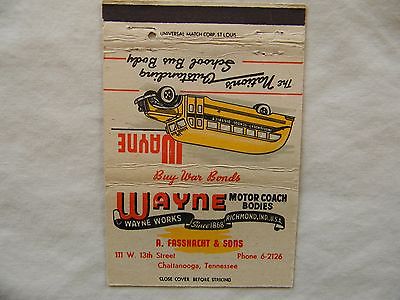 UNIVERSAL MATCH CORP. ST LOUIS
The Nation's Outstanding
School Bus Body
WAYNE
Buy War Bonds
WAYNE
MOTOR COACH
BODIES
WAYNE WORKS
Since 1868
RICHMOND, IND., U.S.A.
A. FASSNACHT & SONS
111 W. 13th Street
Phone 6-2126
Chattanooga, Tennessee
CLOSE COVER BEFORE STRIKING